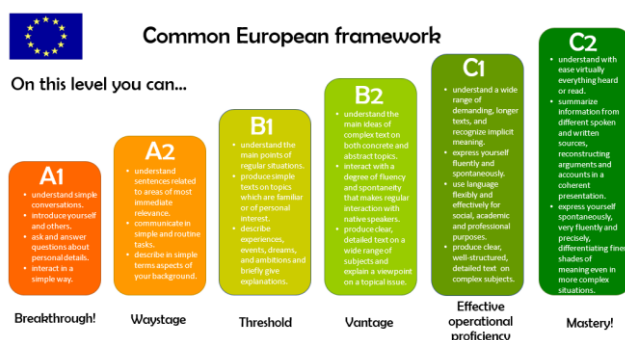 Common European framework
On this level you can...
A1
• understand simple
conversations.
• introduce yourself
and others.
• ask and answer
questions about
personal details.
• interact in a
simple way.
Breakthrough!
A2
• understand
sentences related
to areas of most
immediate
relevance.
• communicate in
simple and routine
tasks.
• describe in simple
terms aspects of
your background.
Waystage
B1
• understand the
main points of
regular situations.
• produce simple
texts on topics
which are familiar
or of personal
interest.
• describe
experiences,
events, dreams,
and ambitions and
briefly give
explanations.
Threshold
B2
• understand the
main ideas of
complex text on
both concrete and
abstract topics.
• interact with a
degree of fluency
and spontaneity
that makes regular
interaction with
native speakers.
• produce clear,
detailed text on a
wide range of
subjects and
explain a viewpoint
on a topical issue.
Vantage
C1
• understand a wide
range of
demanding, longer
texts, and
recognize implicit
meaning.
• express yourself
fluently and
spontaneously.
• use language
flexibly and
effectively for
social, academic
and professional
purposes.
• produce clear,
well-structured,
detailed text on
complex subjects.
Effective
operational
proficiency
C2
• understand with
ease virtually
everything heard
or read.
• summarize
information from
different spoken
and written
sources,
reconstructing
arguments and
accounts in a
coherent
presentation.
• express yourself
spontaneously,
very fluently and
precisely,
differentiating finer
shades of
meaning even in
more complex
situations.
Mastery!